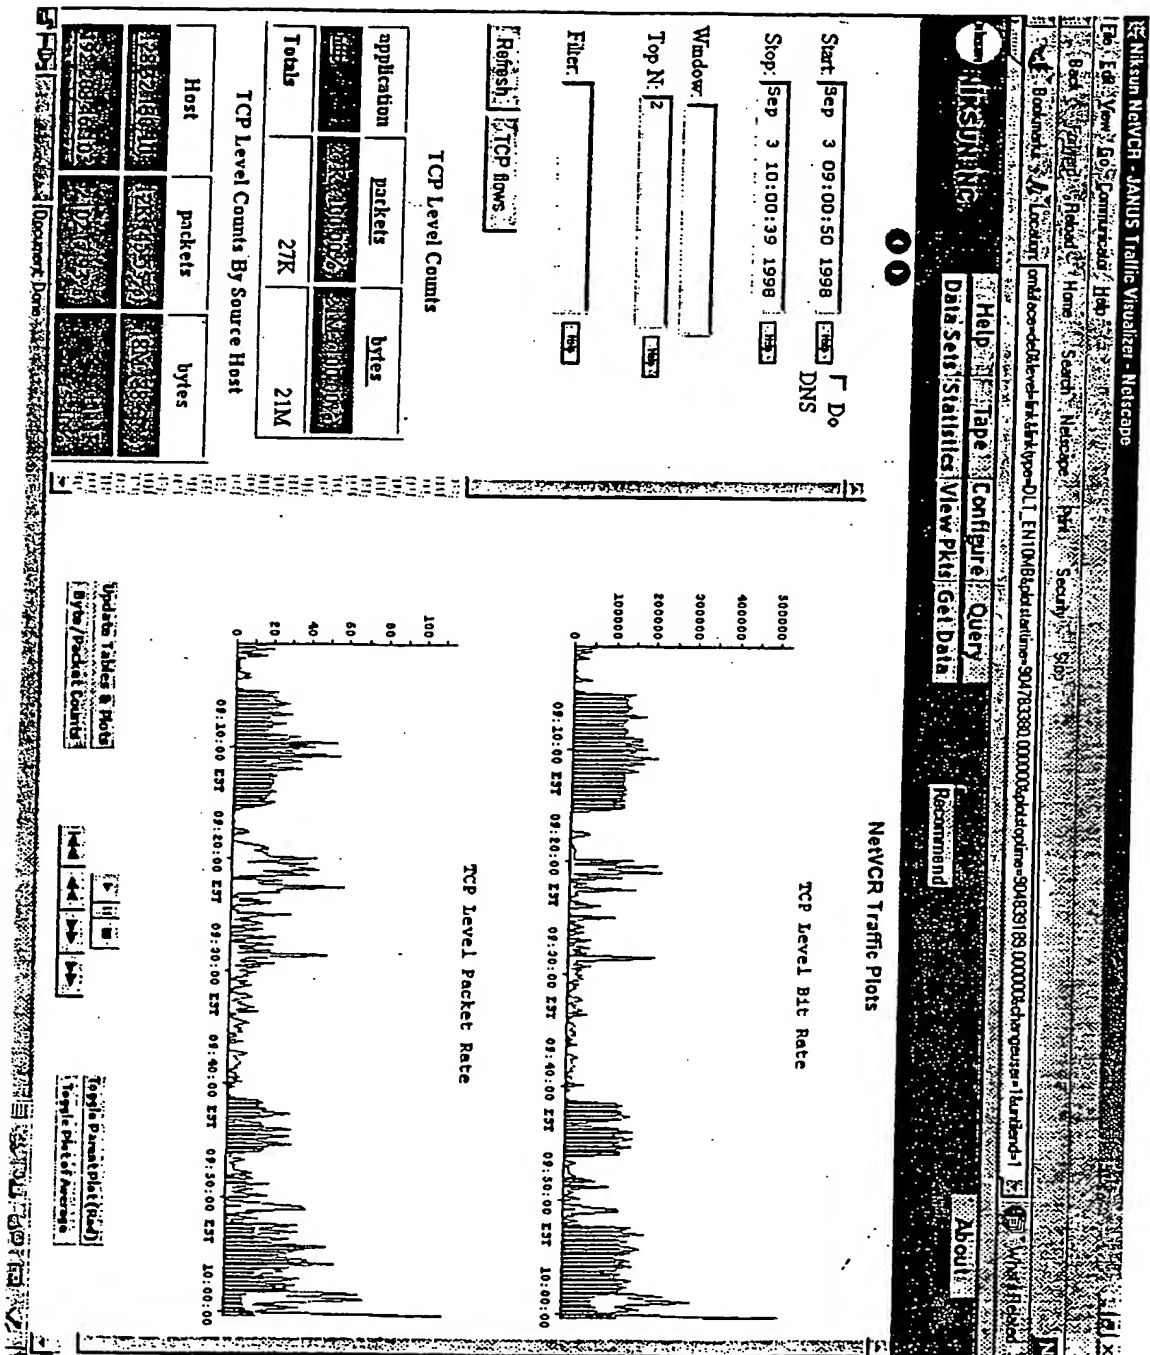 Niksun NetVCR - JANUS Traffic Visualizer - Netscape
File Edit View Go Communicator Help
Back Forward Reload Home Search Netscape Print Security Stop
Bookmarks Location:
What's Related
NIKSUN INC.
Help Tape Configure Query
Data Sets Statistics View Pkts Get Data
Recommend
About
Start: Sep 3 09:00:50 1998
Do DNS
Stop: Sep 3 10:00:39 1998
Window:
Top N: 2
Filter:
Refresh TCP flows
TCP Level Counts
application packets bytes
Totals 27K 21M
TCP Level Counts By Source Host
Host packets bytes
NetVCR Traffic Plots
TCP Level Bit Rate
500000
400000
300000
200000
100000
0
09:10:00 EST 09:20:00 EST 09:30:00 EST 09:40:00 EST 09:50:00 EST 10:00:00
TCP Level Packet Rate
100
80
60
40
20
0
09:10:00 EST 09:20:00 EST 09:30:00 EST 09:40:00 EST 09:50:00 EST 10:00:00
Update Tables & Plots
Byte/Packet Counts
Toggle Parent plot (Red)
Toggle Plot of Average
Document: Done